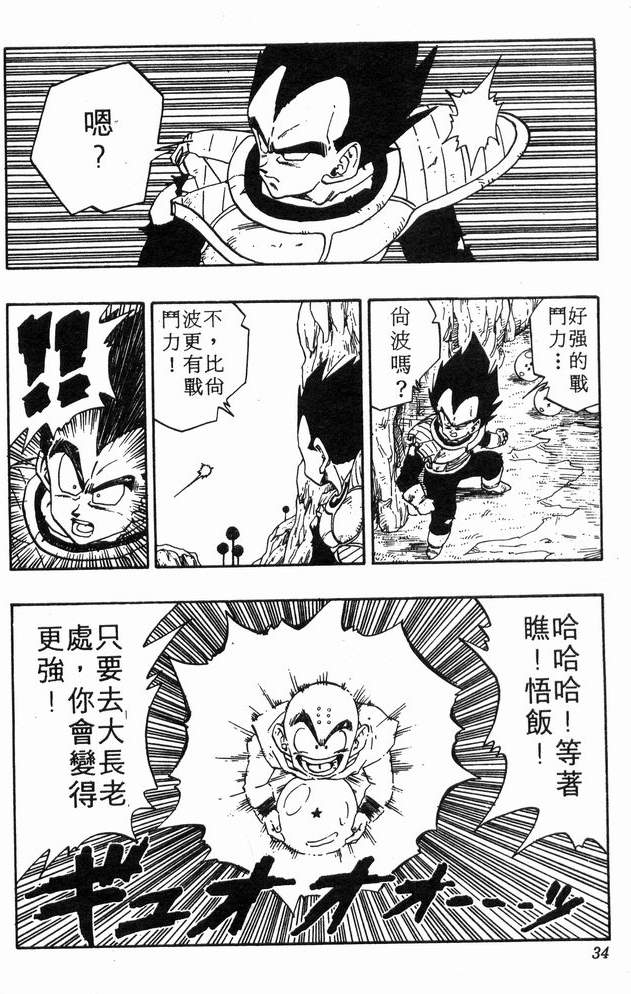 嗯?
好强的戰
鬥力⋯
尙波嗎?
不,比尙
波更有戰
鬥力!
!!
哈哈哈!等著
瞧!悟飯!
只要去大長老
處,你會變得
更強!
ギュオオオーーーッ
34